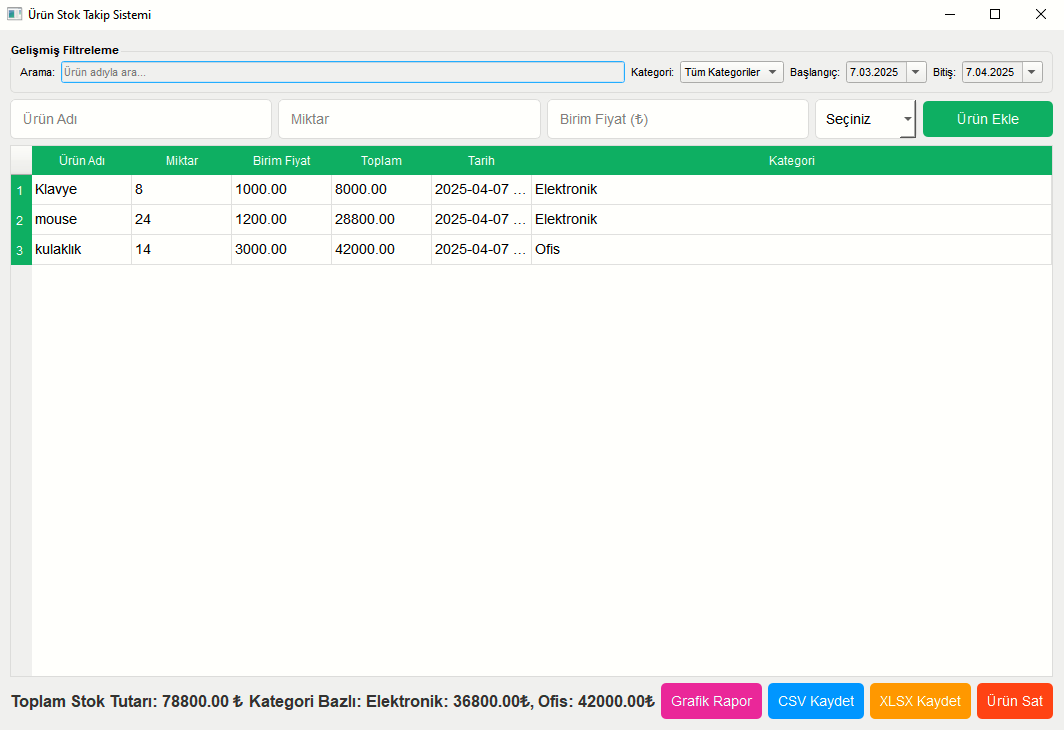 Ürün Stok Takip Sistemi
Gelişmiş Filtreleme
Arama: Ürün adıyla ara... Kategori: Tüm Kategoriler Başlangıç: 7.03.2025 Bitiş: 7.04.2025
Ürün Adı Miktar Birim Fiyat (₺) Seçiniz Ürün Ekle
Ürün Adı Miktar Birim Fiyat Toplam Tarih Kategori
1 Klavye 8 1000.00 8000.00 2025-04-07 ... Elektronik
2 mouse 24 1200.00 28800.00 2025-04-07 ... Elektronik
3 kulaklık 14 3000.00 42000.00 2025-04-07 ... Ofis
Toplam Stok Tutarı: 78800.00 ₺ Kategori Bazlı: Elektronik: 36800.00₺, Ofis: 42000.00₺ Grafik Rapor CSV Kaydet XLSX Kaydet Ürün Sat